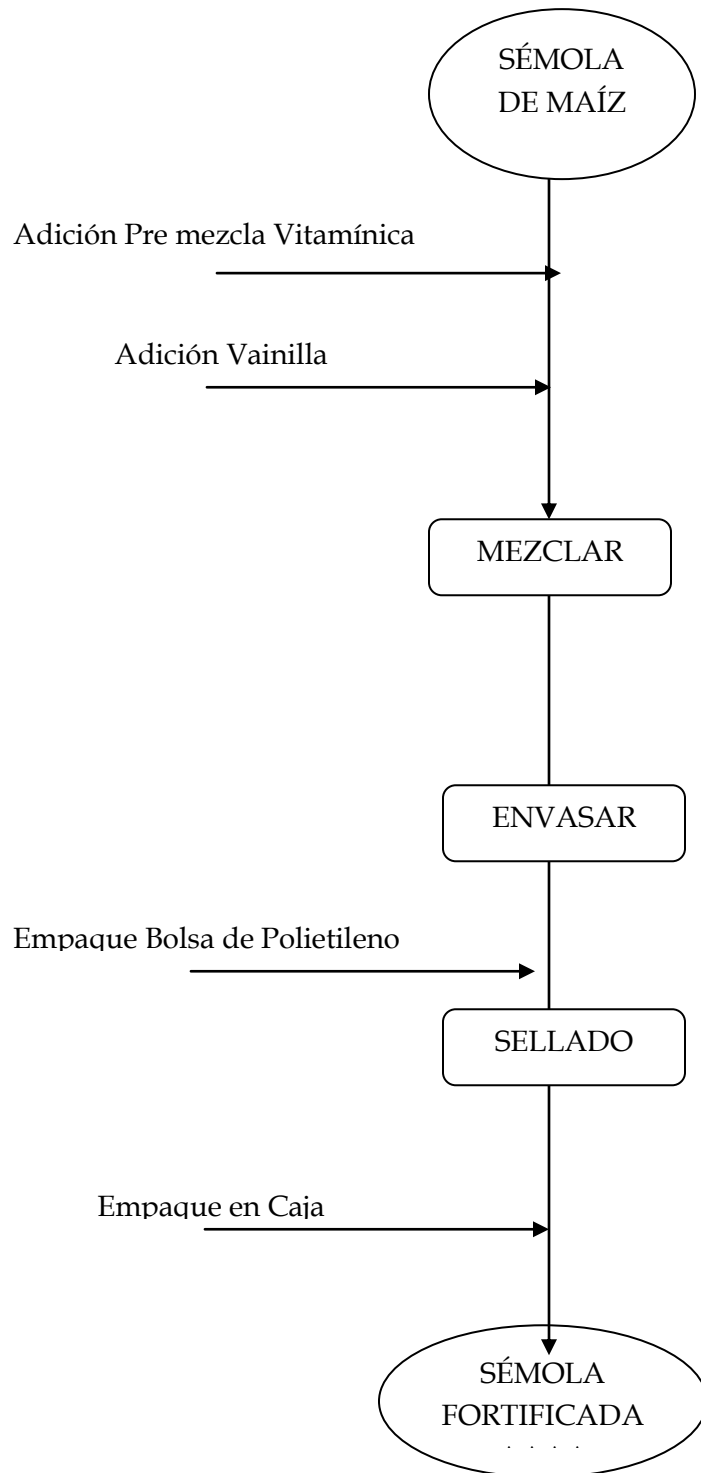 SÉMOLA
DE MAÍZ
Adición Pre mezcla Vitamínica
Adición Vainilla
MEZCLAR
ENVASAR
Empaque Bolsa de Polietileno
SELLADO
Empaque en Caja
SÉMOLA
FORTIFICADA